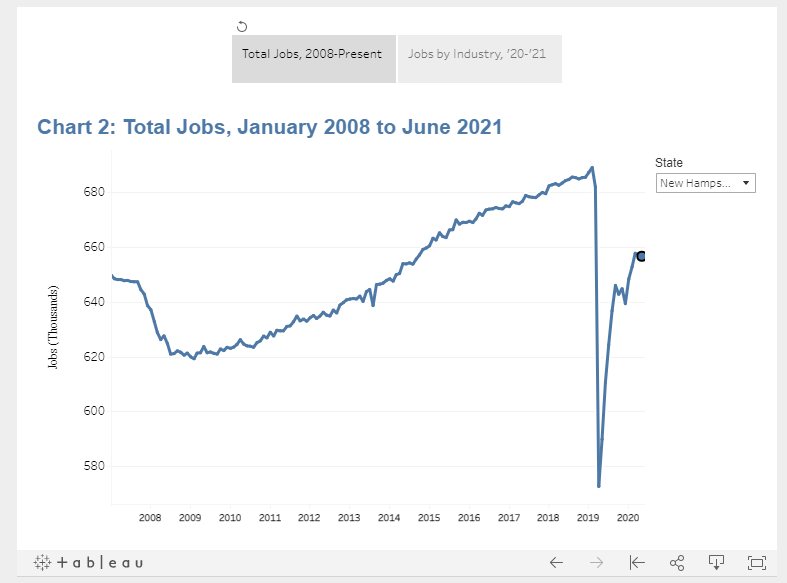 Total Jobs, 2008-Present
Jobs by Industry, '20-'21
Chart 2: Total Jobs, January 2008 to June 2021
State
New Hamps...
Jobs (Thousands)
680
660
640
620
600
580
2008 2009 2010 2011 2012 2013 2014 2015 2016 2017 2018 2019 2020
+ableau